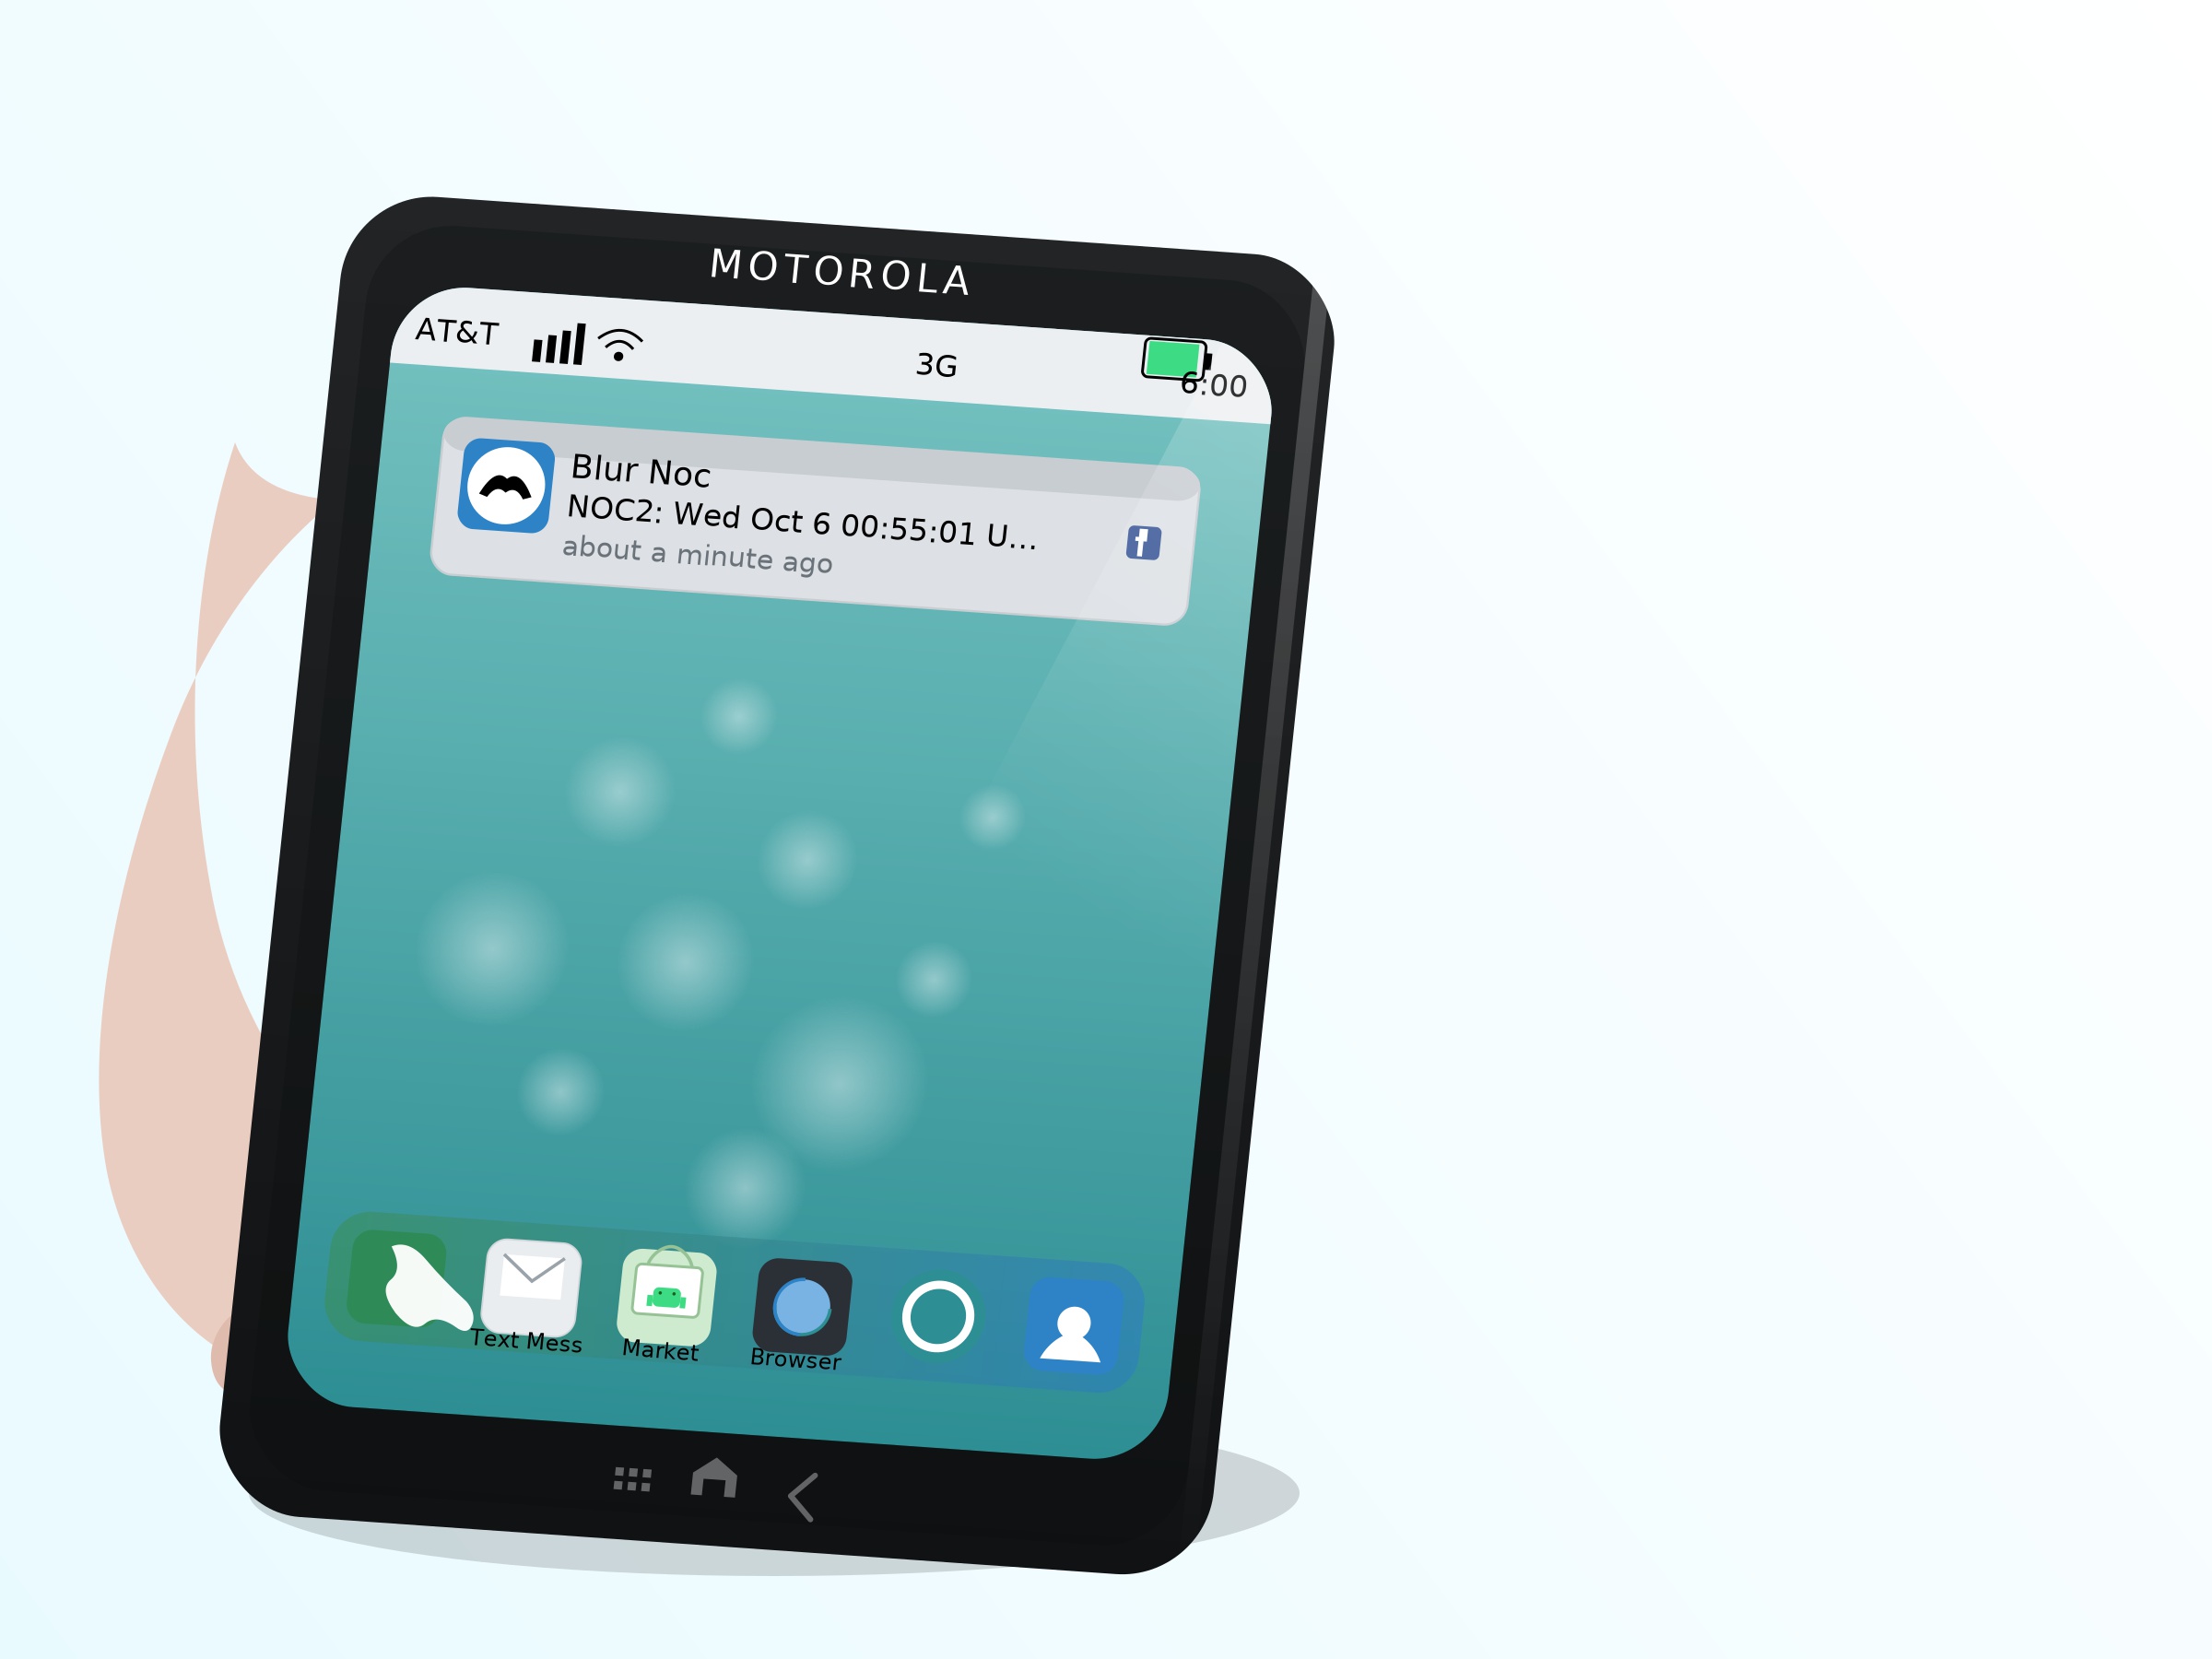 MOTOROLA
AT&T
3G
6:00
Blur Noc
NOC2: Wed Oct 6 00:55:01 U...
about a minute ago
f
Text Mess
Market
Browser